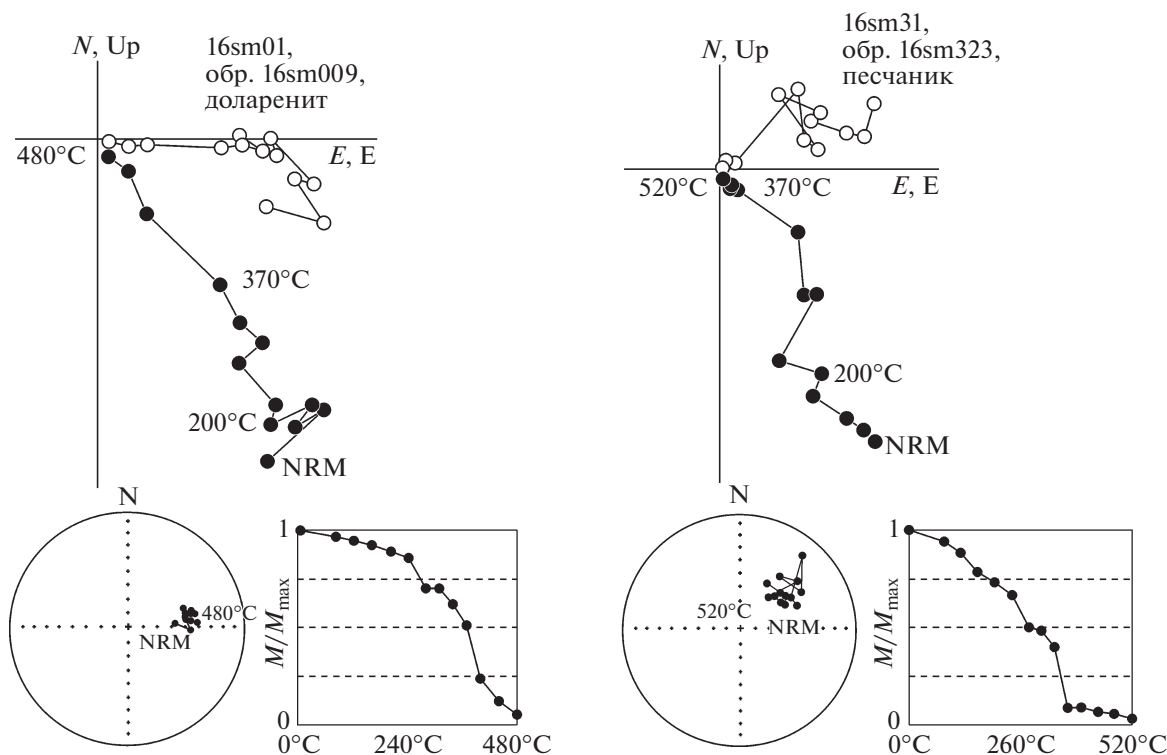 16sm01,
обр. 16sm009,
доларенит
N, Up
E, E
480°C
370°C
200°C
NRM
N
480°C
NRM
M/Mmax
1
0
0°C 240°C 480°C
16sm31,
обр. 16sm323,
песчаник
N, Up
E, E
520°C
370°C
200°C
NRM
520°C
NRM
M/Mmax
1
0
0°C 260°C 520°C